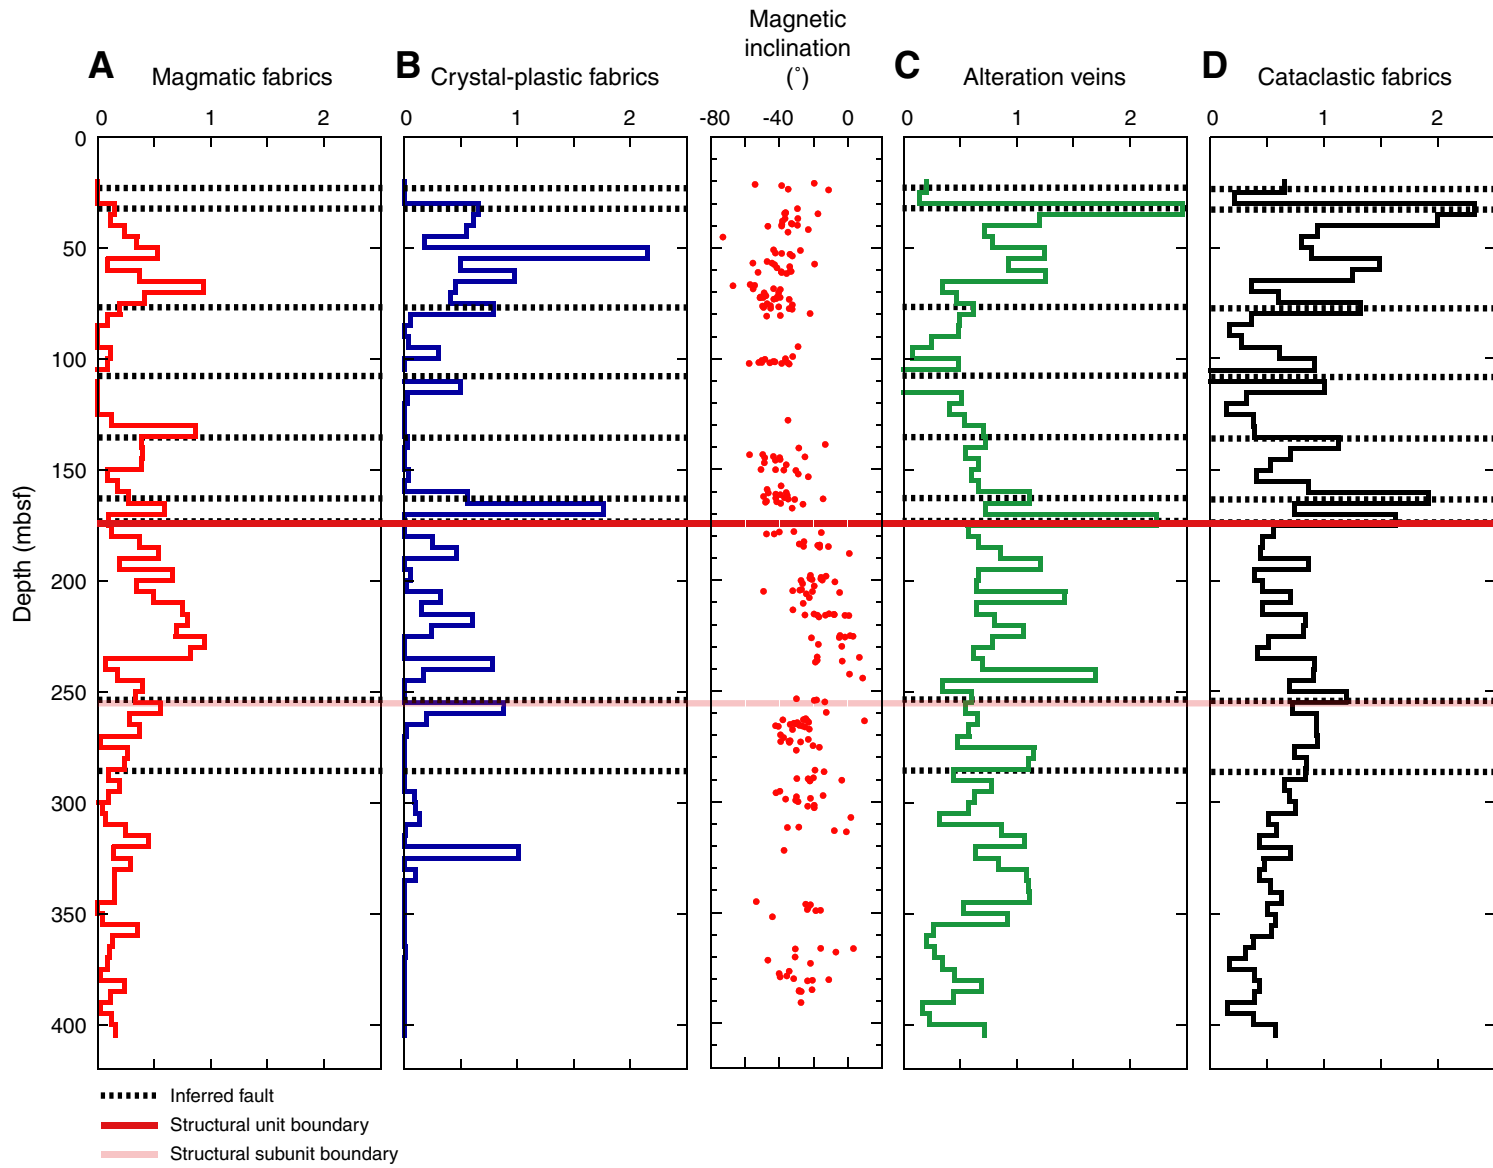 Magnetic
inclination
(°)
A Magmatic fabrics
B Crystal-plastic fabrics
C Alteration veins
D Cataclastic fabrics
0 1 2
0 1 2
-80 -40 0
0 1 2
0 1 2
Depth (mbsf)
0
50
100
150
200
250
300
350
400
Inferred fault
Structural unit boundary
Structural subunit boundary